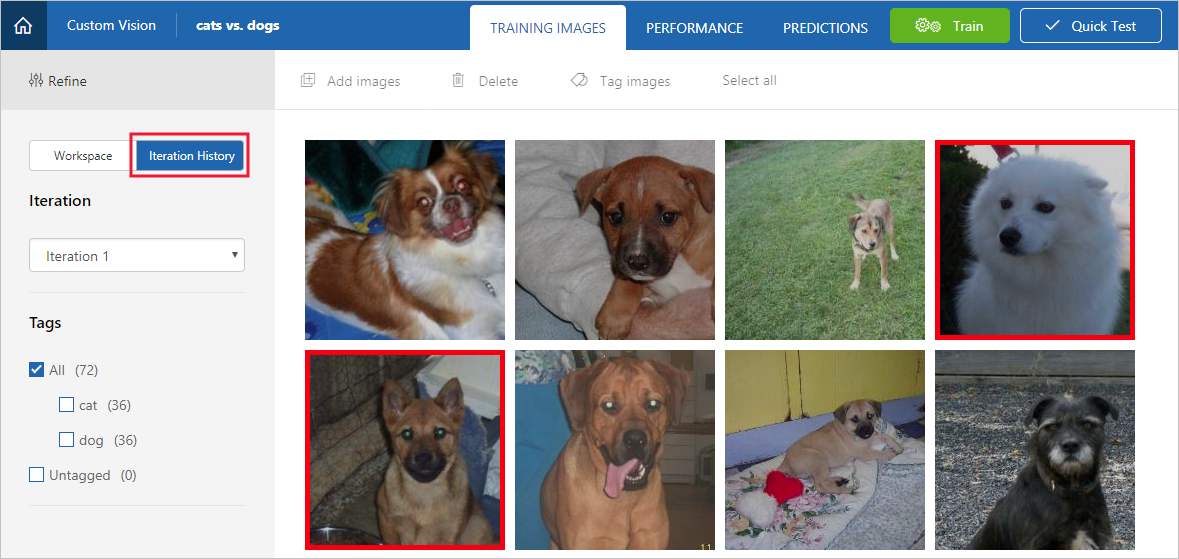 Custom Vision
cats vs. dogs
TRAINING IMAGES
PERFORMANCE
PREDICTIONS
Train
Quick Test
Refine
Add images
Delete
Tag images
Select all
Workspace
Iteration History
Iteration
Iteration 1
Tags
All (72)
cat (36)
dog (36)
Untagged (0)
11